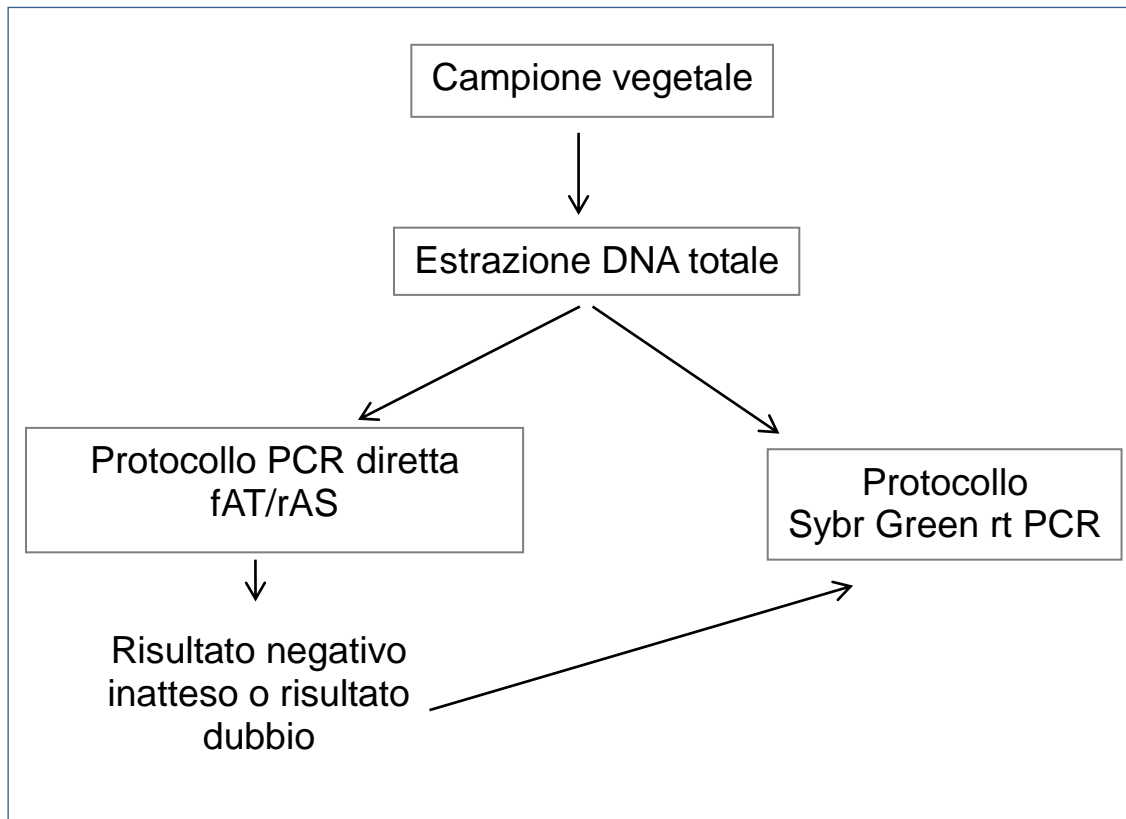 Campione vegetale
Estrazione DNA totale
Protocollo PCR diretta
fAT/rAS
Protocollo
Sybr Green rt PCR
Risultato negativo
inatteso o risultato
dubbio